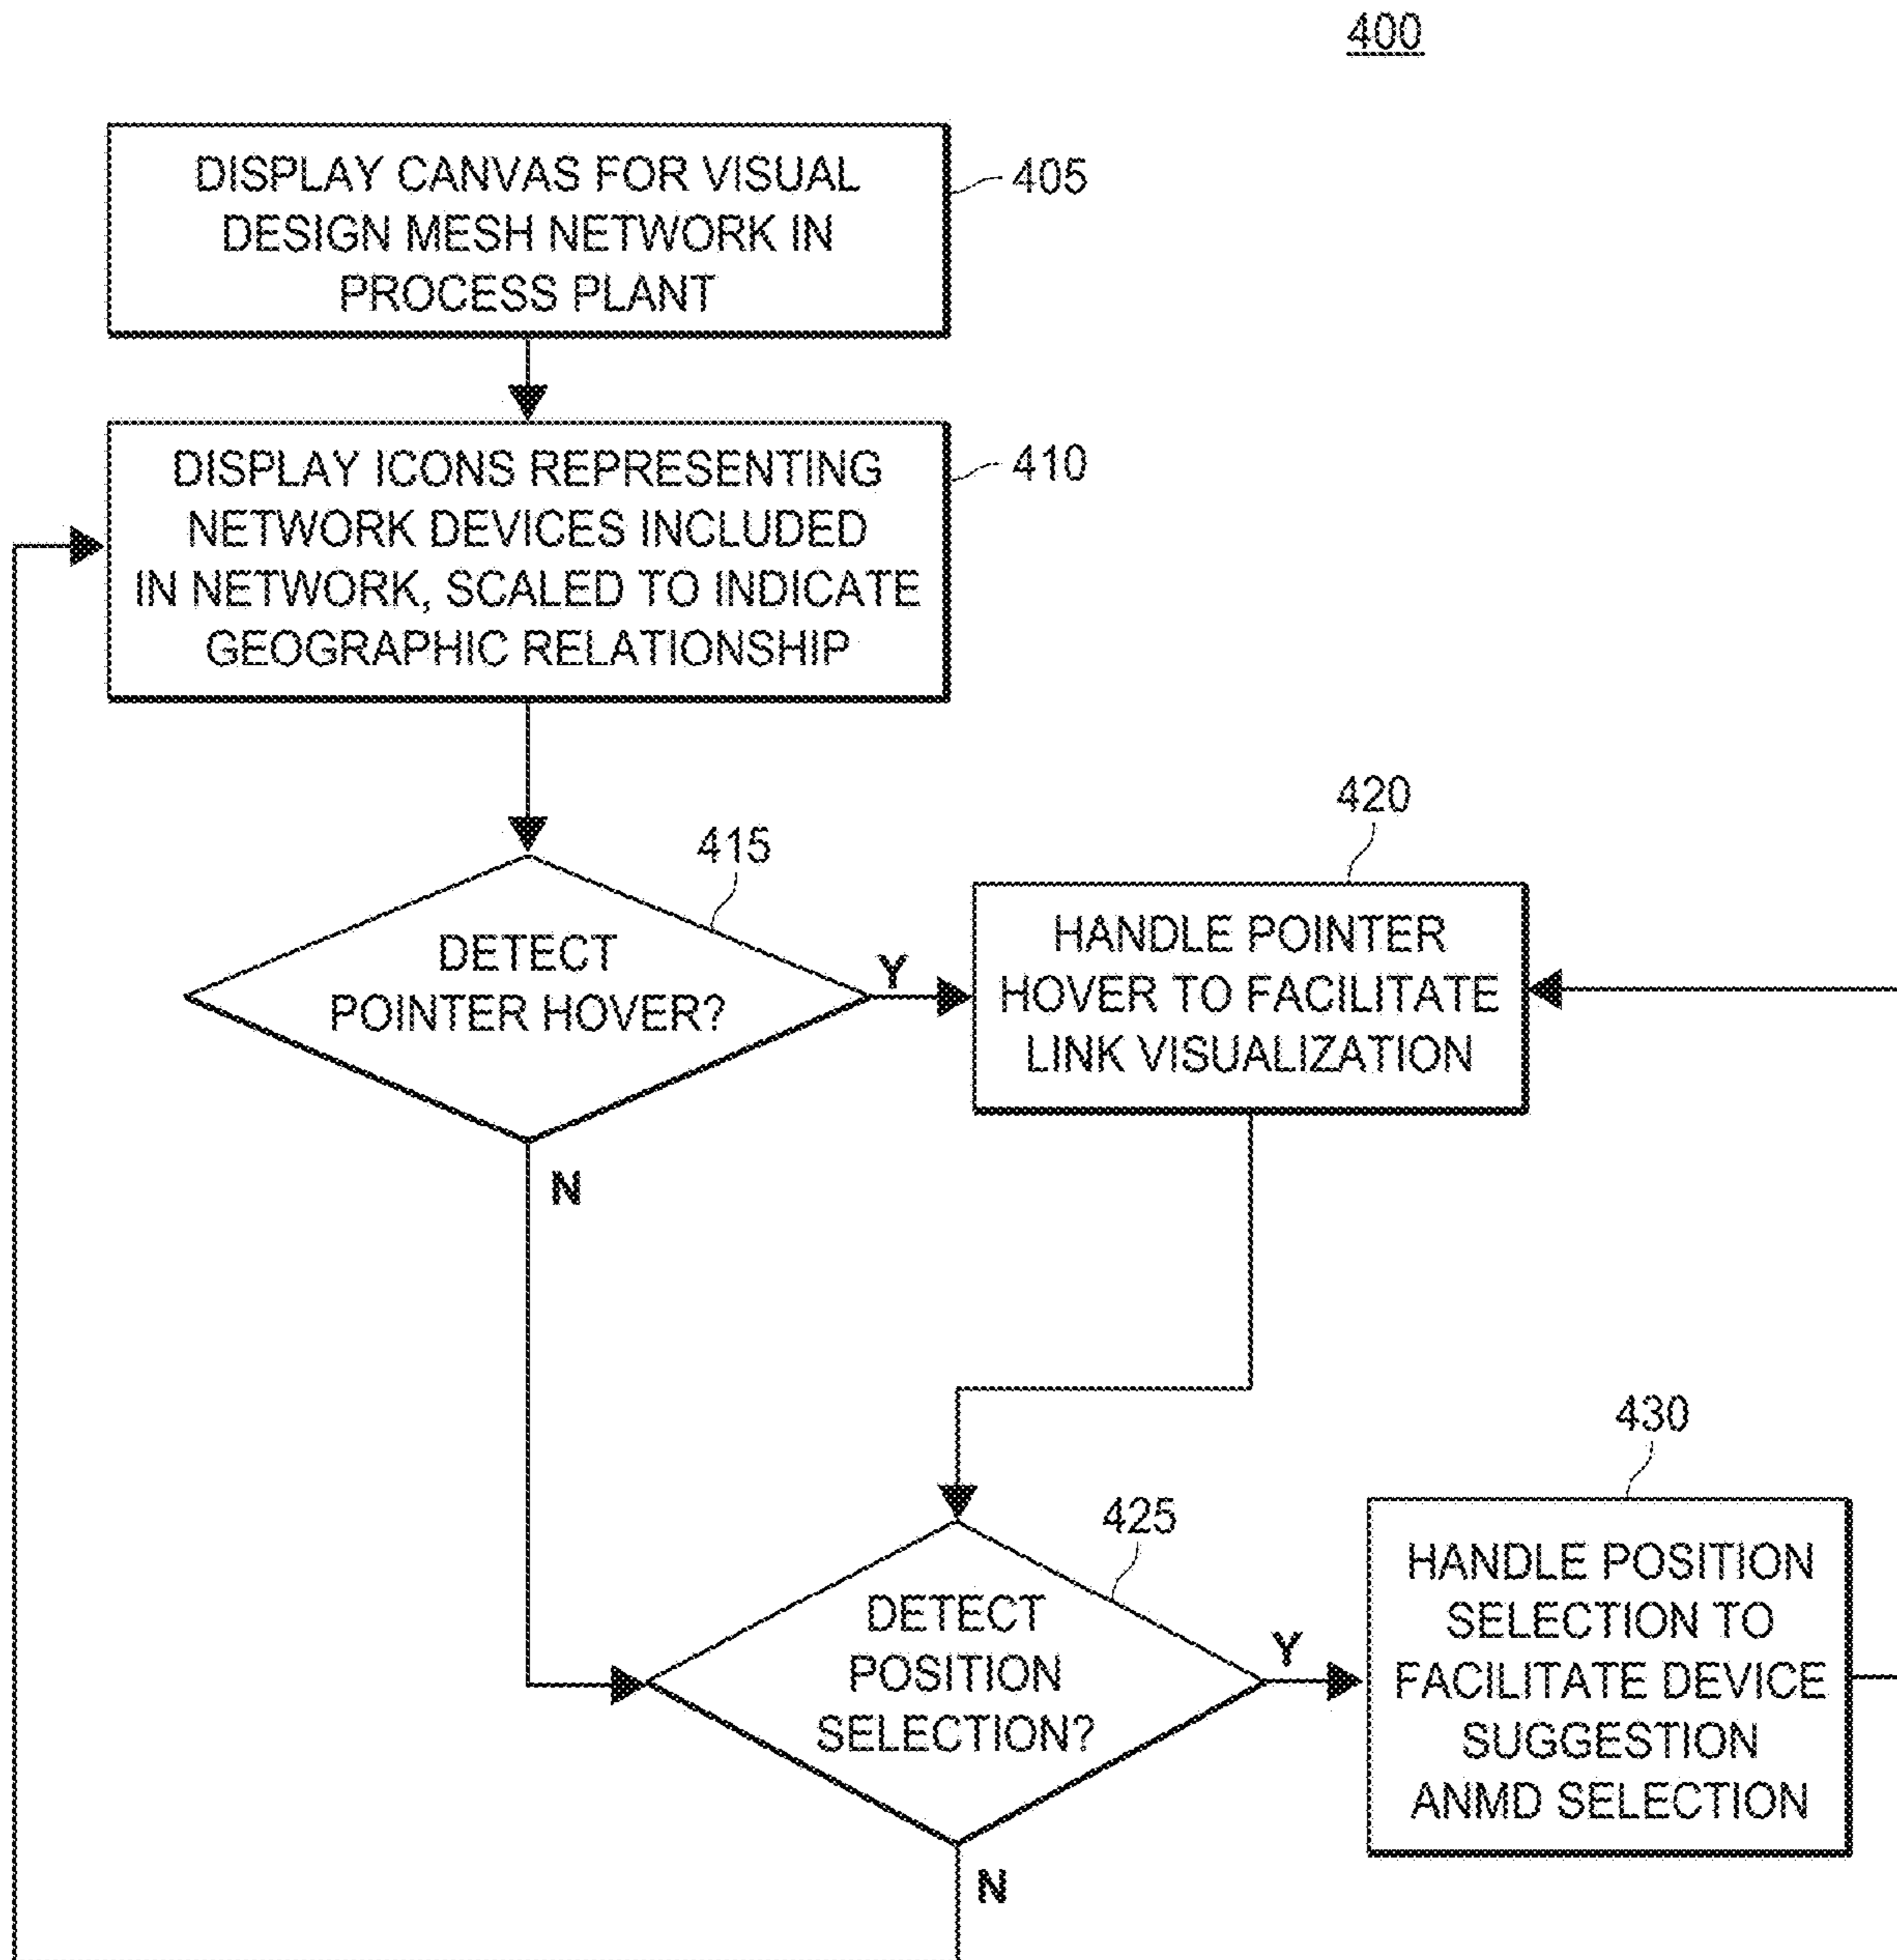 400
DISPLAY CANVAS FOR VISUAL
DESIGN MESH NETWORK IN
PROCESS PLANT
405
DISPLAY ICONS REPRESENTING
NETWORK DEVICES INCLUDED
IN NETWORK, SCALED TO INDICATE
GEOGRAPHIC RELATIONSHIP
410
DETECT
POINTER HOVER?
415
Y
N
HANDLE POINTER
HOVER TO FACILITATE
LINK VISUALIZATION
420
DETECT
POSITION
SELECTION?
425
Y
N
HANDLE POSITION
SELECTION TO
FACILITATE DEVICE
SUGGESTION
ANMD SELECTION
430